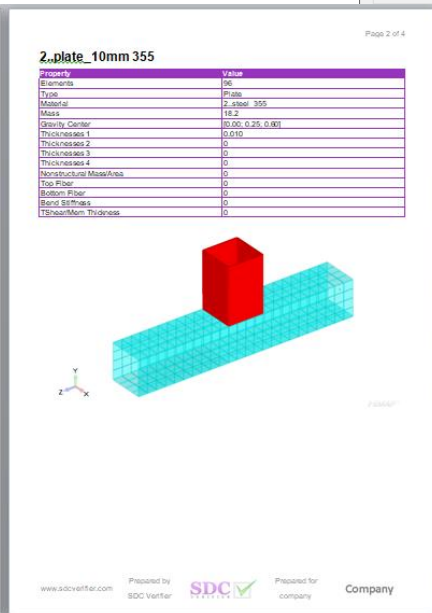 Page 2 of 4
2..plate_10mm 355
Property Value
Elements 96
Type Plate
Material 2..steel 355
Mass 18.2
Gravity Center [0.00; 0.25; 0.60]
Thicknesses 1 0.010
Thicknesses 2 0
Thicknesses 3 0
Thicknesses 4 0
Nonstructural Mass/Area 0
Top Fiber 0
Bottom Fiber 0
Bend Stiffness 0
TShear/Mem Thickness 0
Y
Z X
www.sdcverifier.com
Prepared by
SDC Verifier
SDC
Prepared for
company
Company